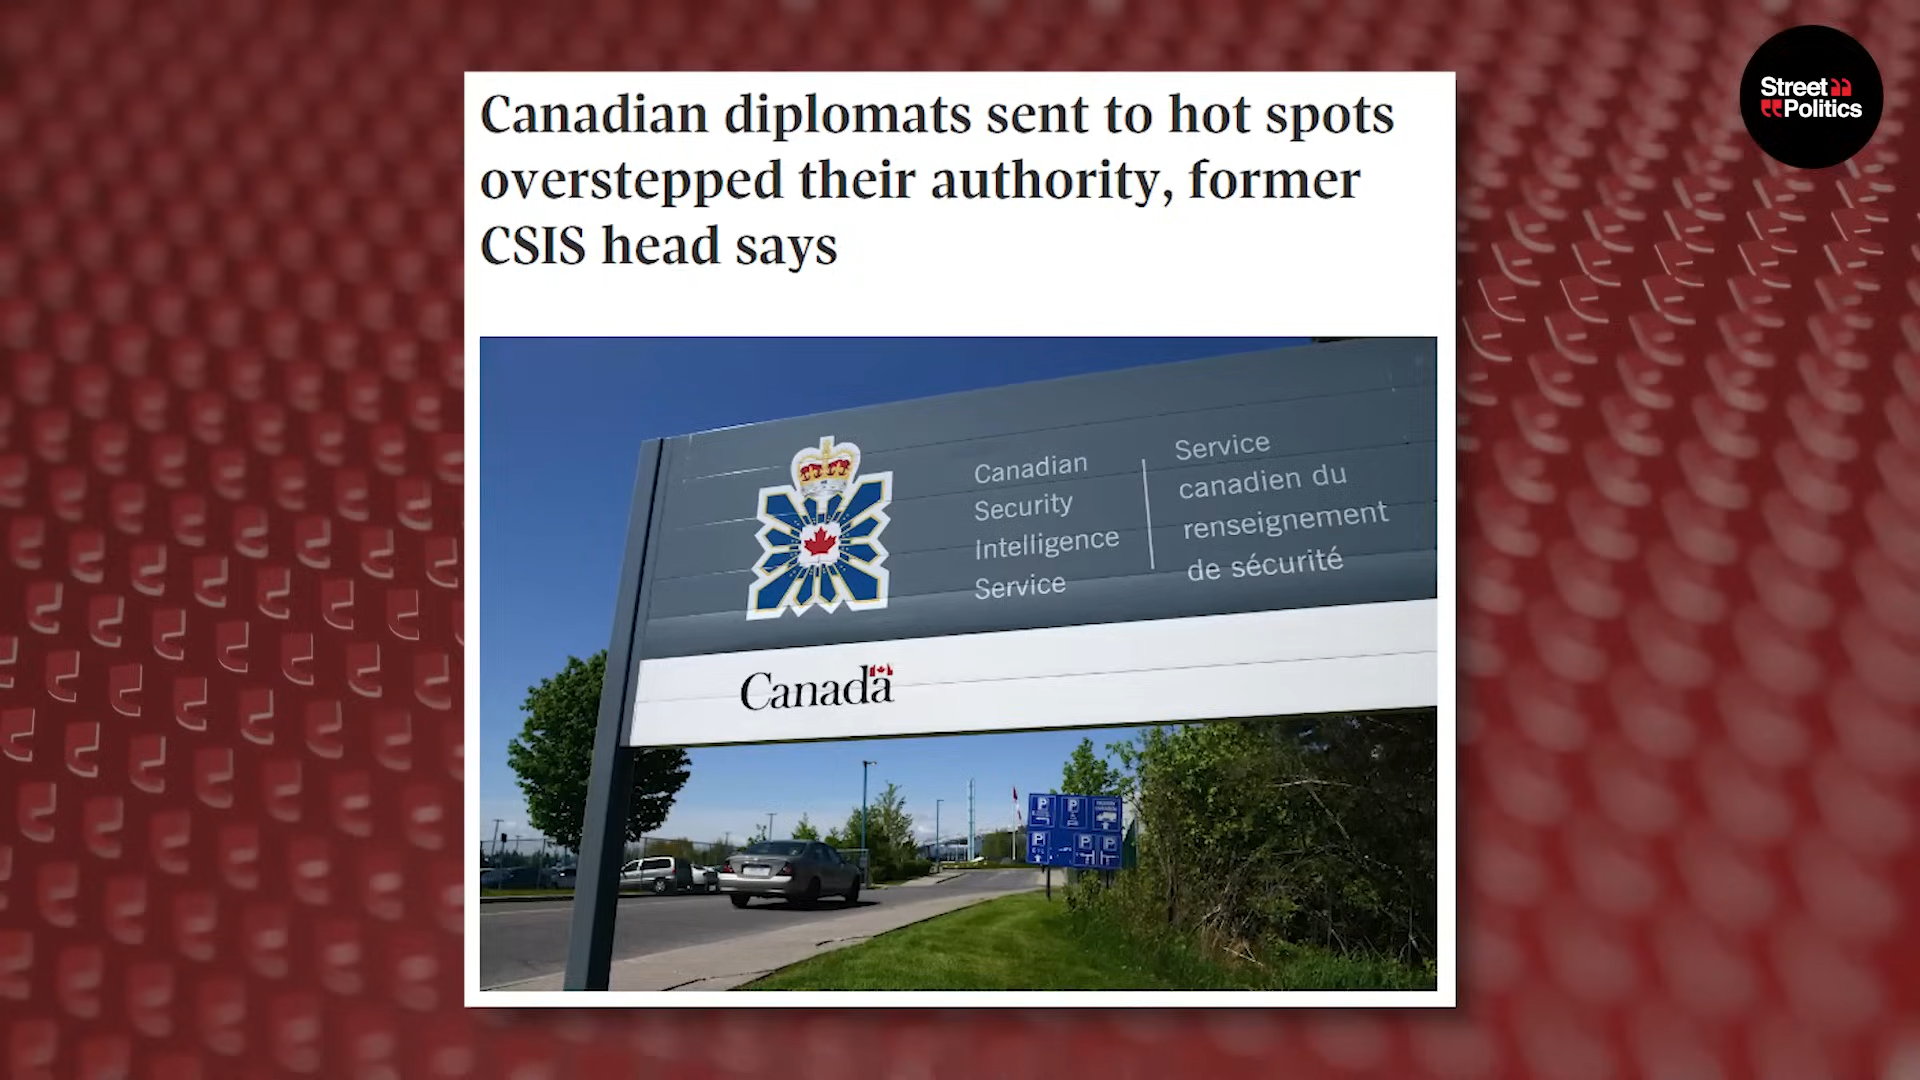 Street
Politics
Canadian diplomats sent to hot spots
overstepped their authority, former
CSIS head says
Canadian
Security
Intelligence
Service
Service
canadien du
renseignement
de sécurité
Canada
P
P
P
P
P